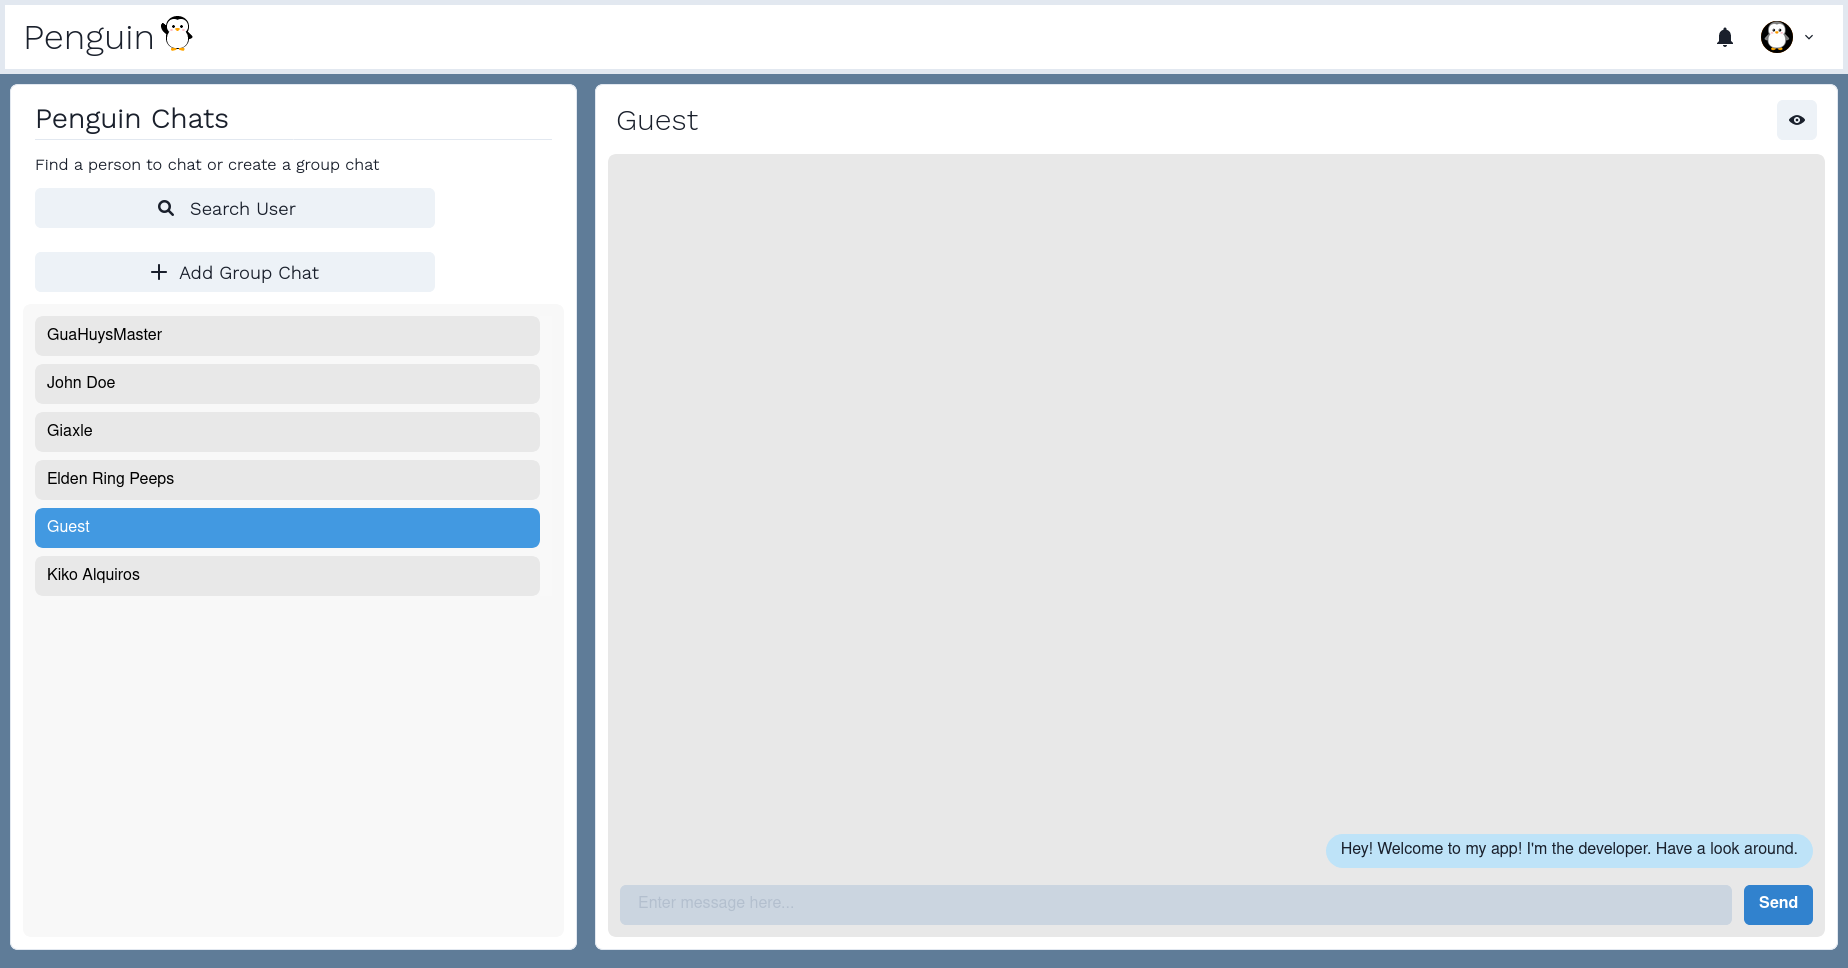 Penguin
Penguin Chats
Find a person to chat or create a group chat
Search User
Add Group Chat
GuaHuysMaster
John Doe
Giaxle
Elden Ring Peeps
Guest
Kiko Alquiros
Guest
Hey! Welcome to my app! I'm the developer. Have a look around.
Enter message here...
Send